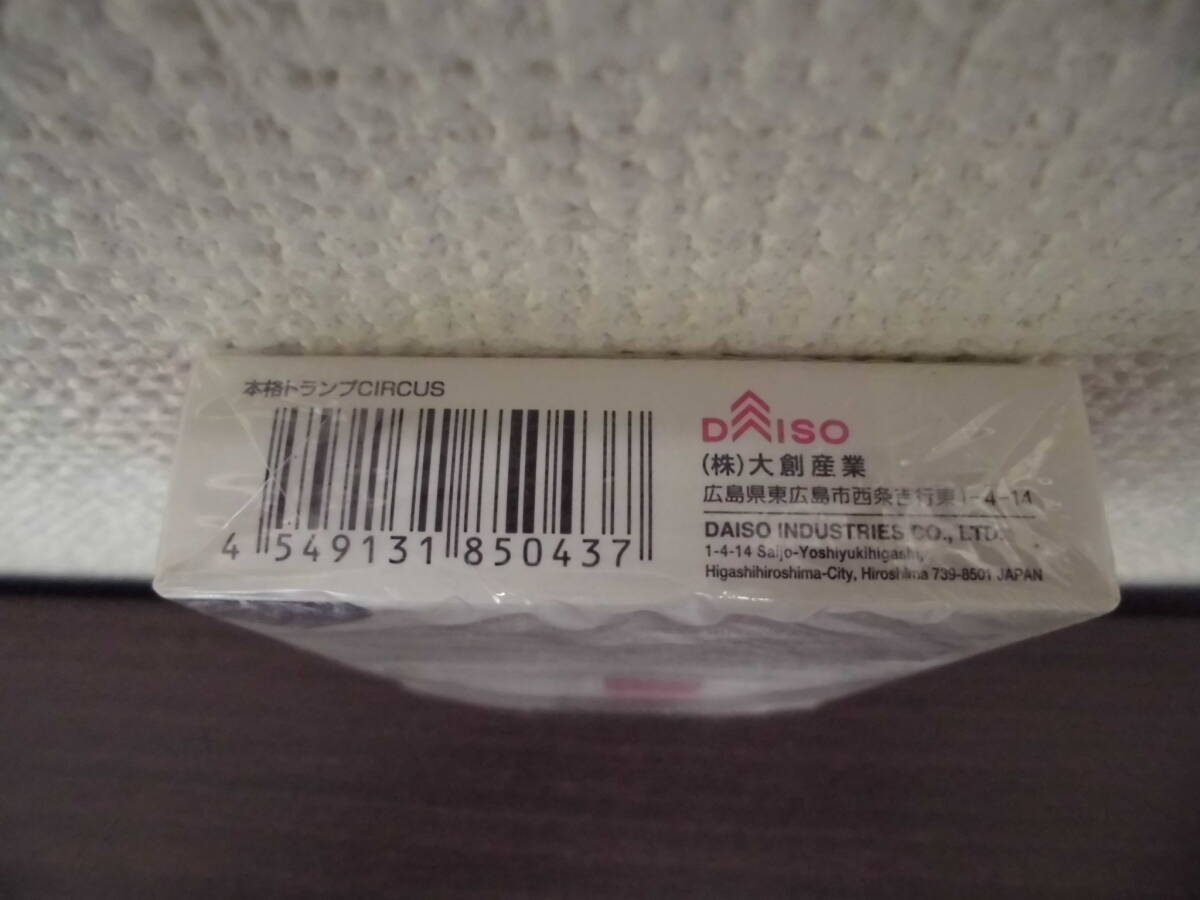 本格トランプCIRCUS
4 549131 850437
DAISO
(株)大創産業
広島県東広島市西条吉行東1-4-14
DAISO INDUSTRIES CO., LTD.
1-4-14 Saijo-Yoshiyukihigashi,
Higashihiroshima-City, Hiroshima 739-8501 JAPAN